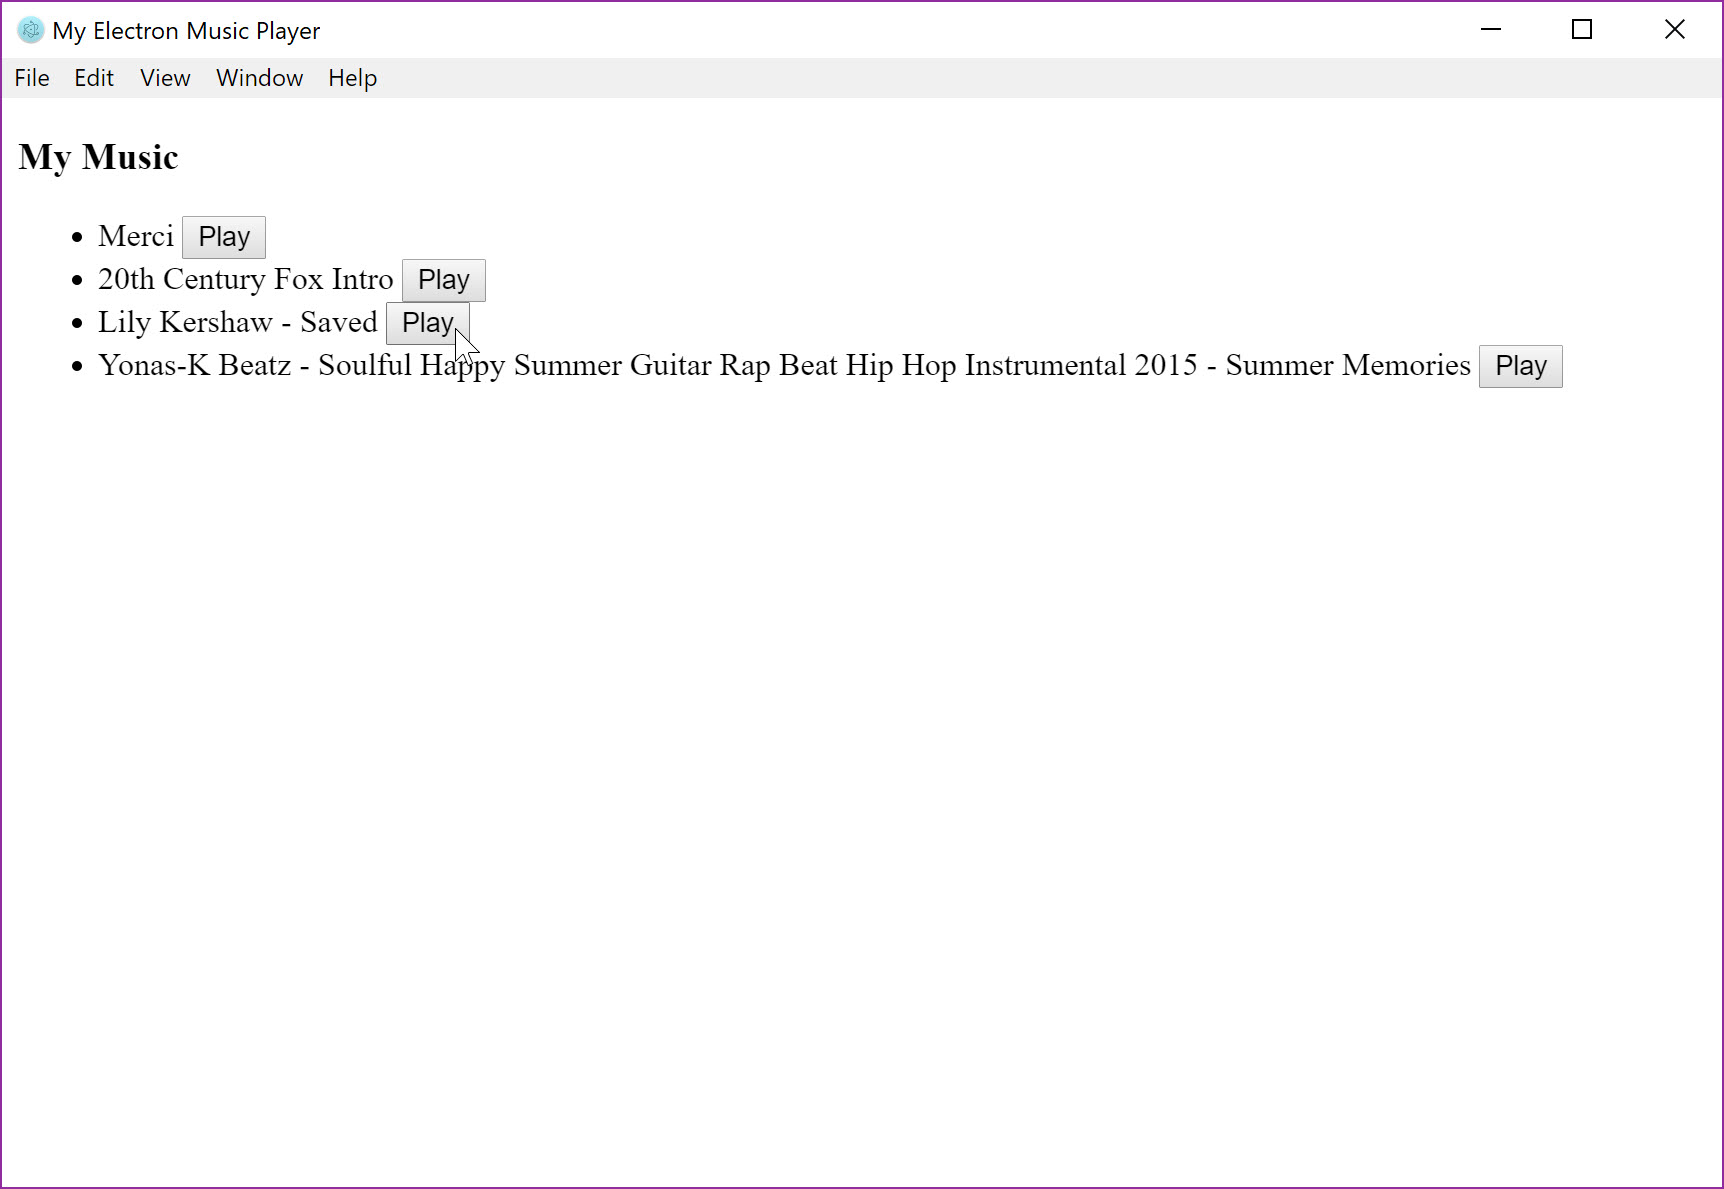 My Electron Music Player
File Edit View Window Help
My Music
Merci Play
20th Century Fox Intro Play
Lily Kershaw - Saved Play
Yonas-K Beatz - Soulful Happy Summer Guitar Rap Beat Hip Hop Instrumental 2015 - Summer Memories Play